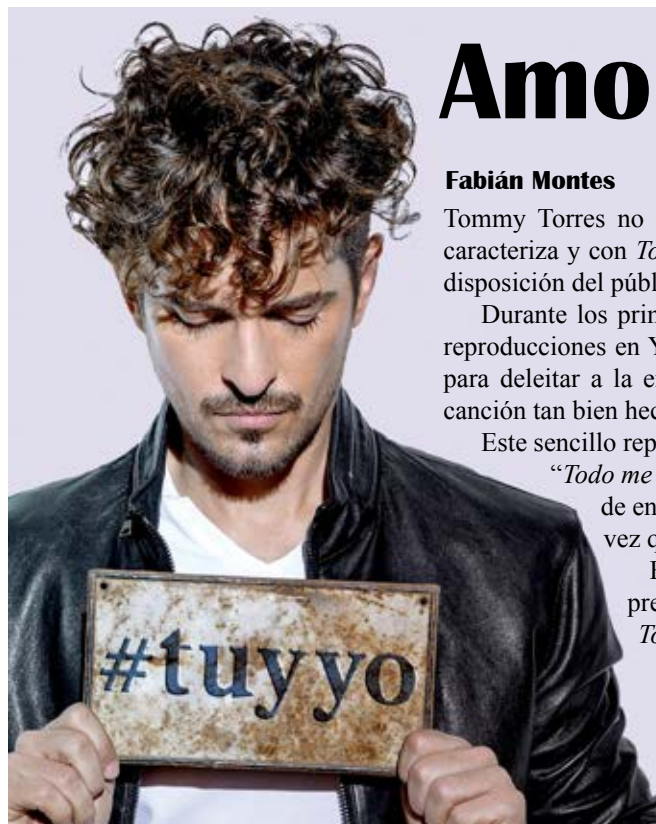 Amo
Fabián Montes
Tommy Torres no
caracteriza y con To
disposición del públ
Durante los prin
reproducciones en Y
para deleitar a la e
canción tan bien hec
Este sencillo rep
“Todo me
de en
vez q
pre
To
#tuyyo